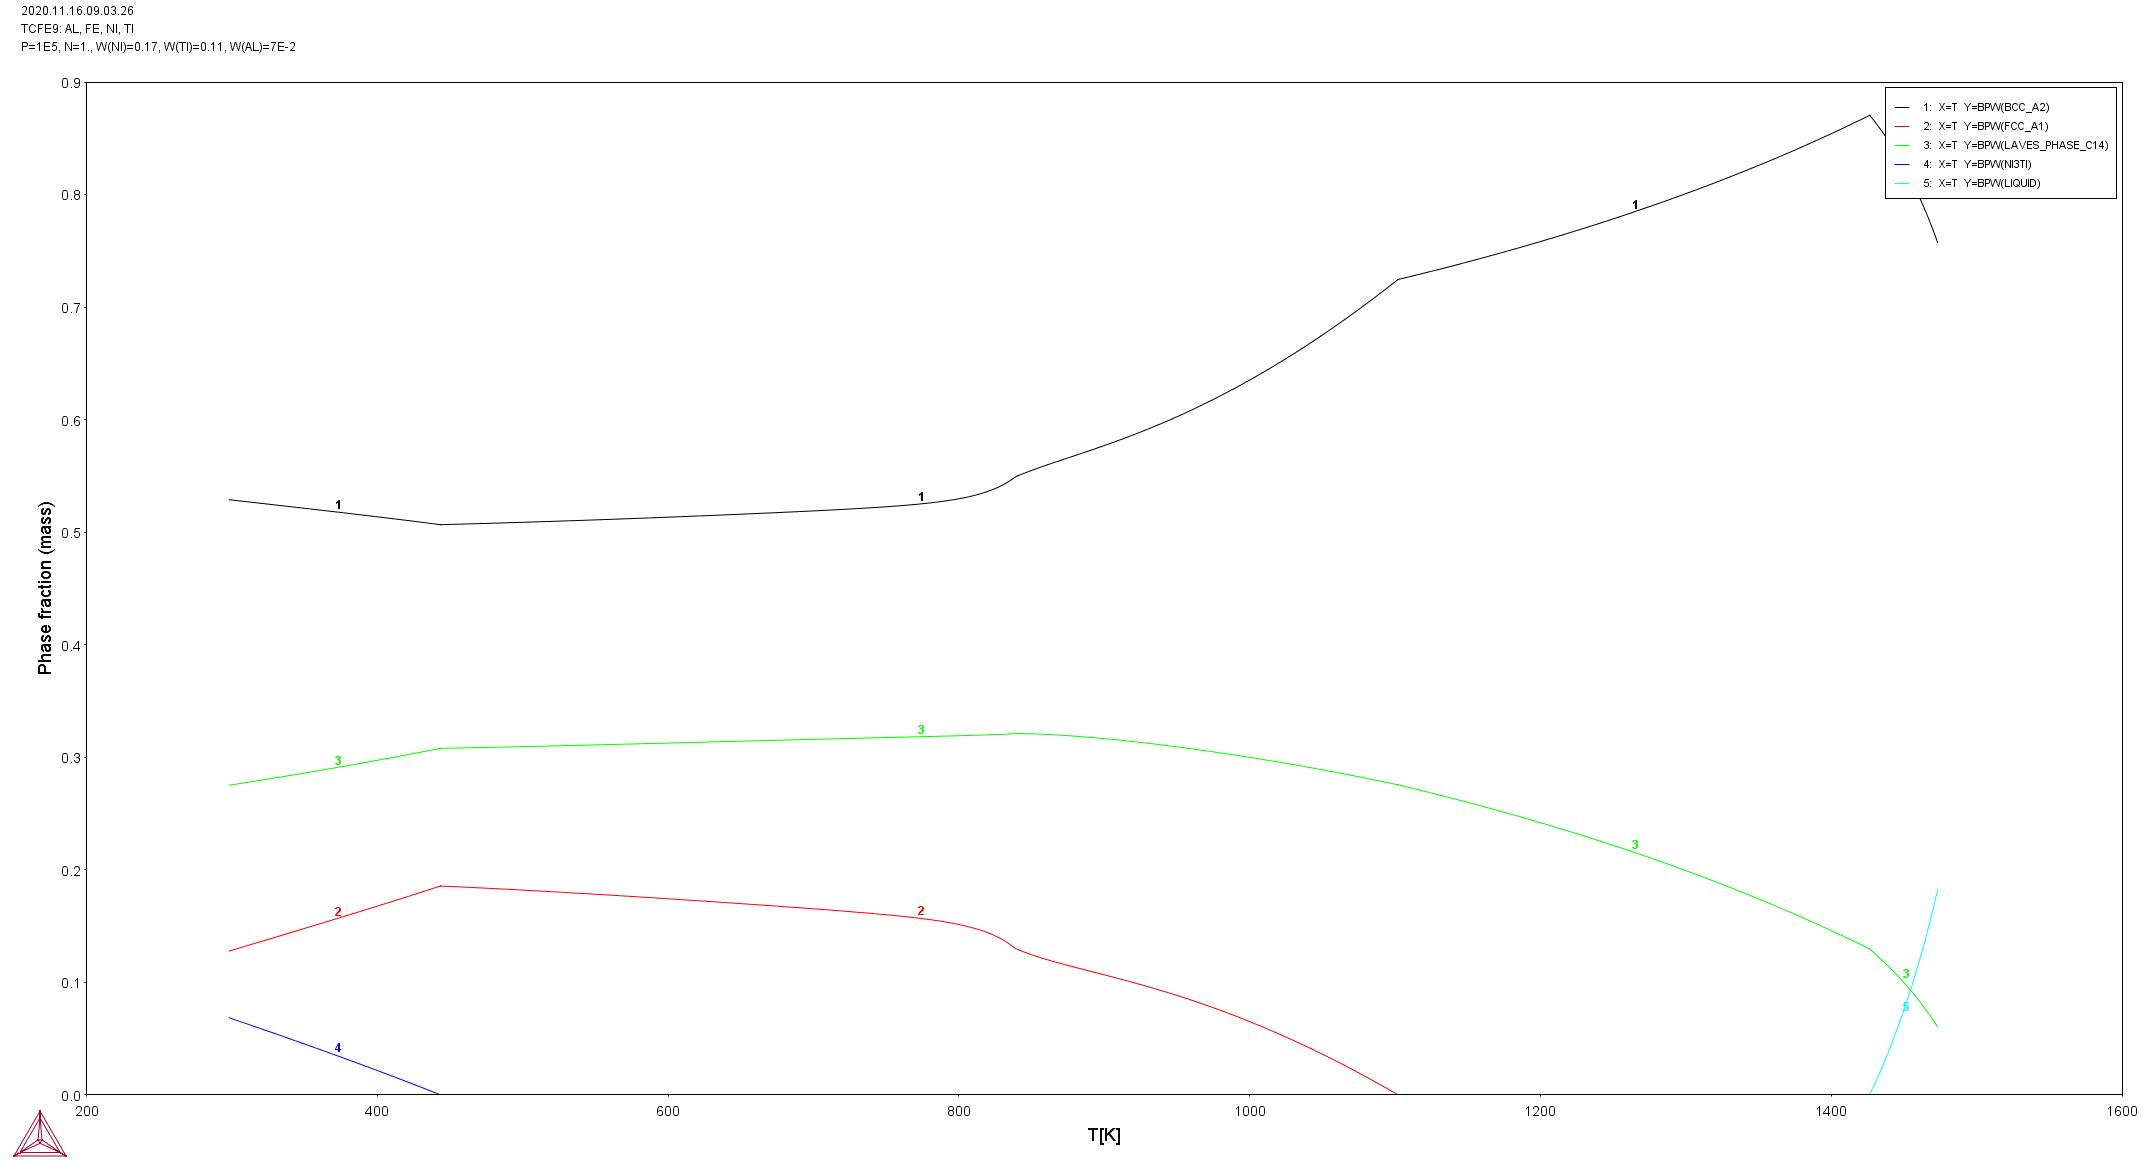 2020.11.16.09.03.26
TCFE9: AL, FE, NI, TI
P=1E5, N=1., W(NI)=0.17, W(TI)=0.11, W(AL)=7E-2
0.9
0.8
0.7
0.6
0.5
0.4
0.3
0.2
0.1
0.0
Phase fraction (mass)
1: X=T Y=BPW(BCC_A2)
2: X=T Y=BPW(FCC_A1)
3: X=T Y=BPW(LAVES_PHASE_C14)
4: X=T Y=BPW(NI3TI)
5: X=T Y=BPW(LIQUID)
1
1
1
3
3
3
3
2
2
5
4
200 400 600 800 1000 1200 1400 1600
T[K]